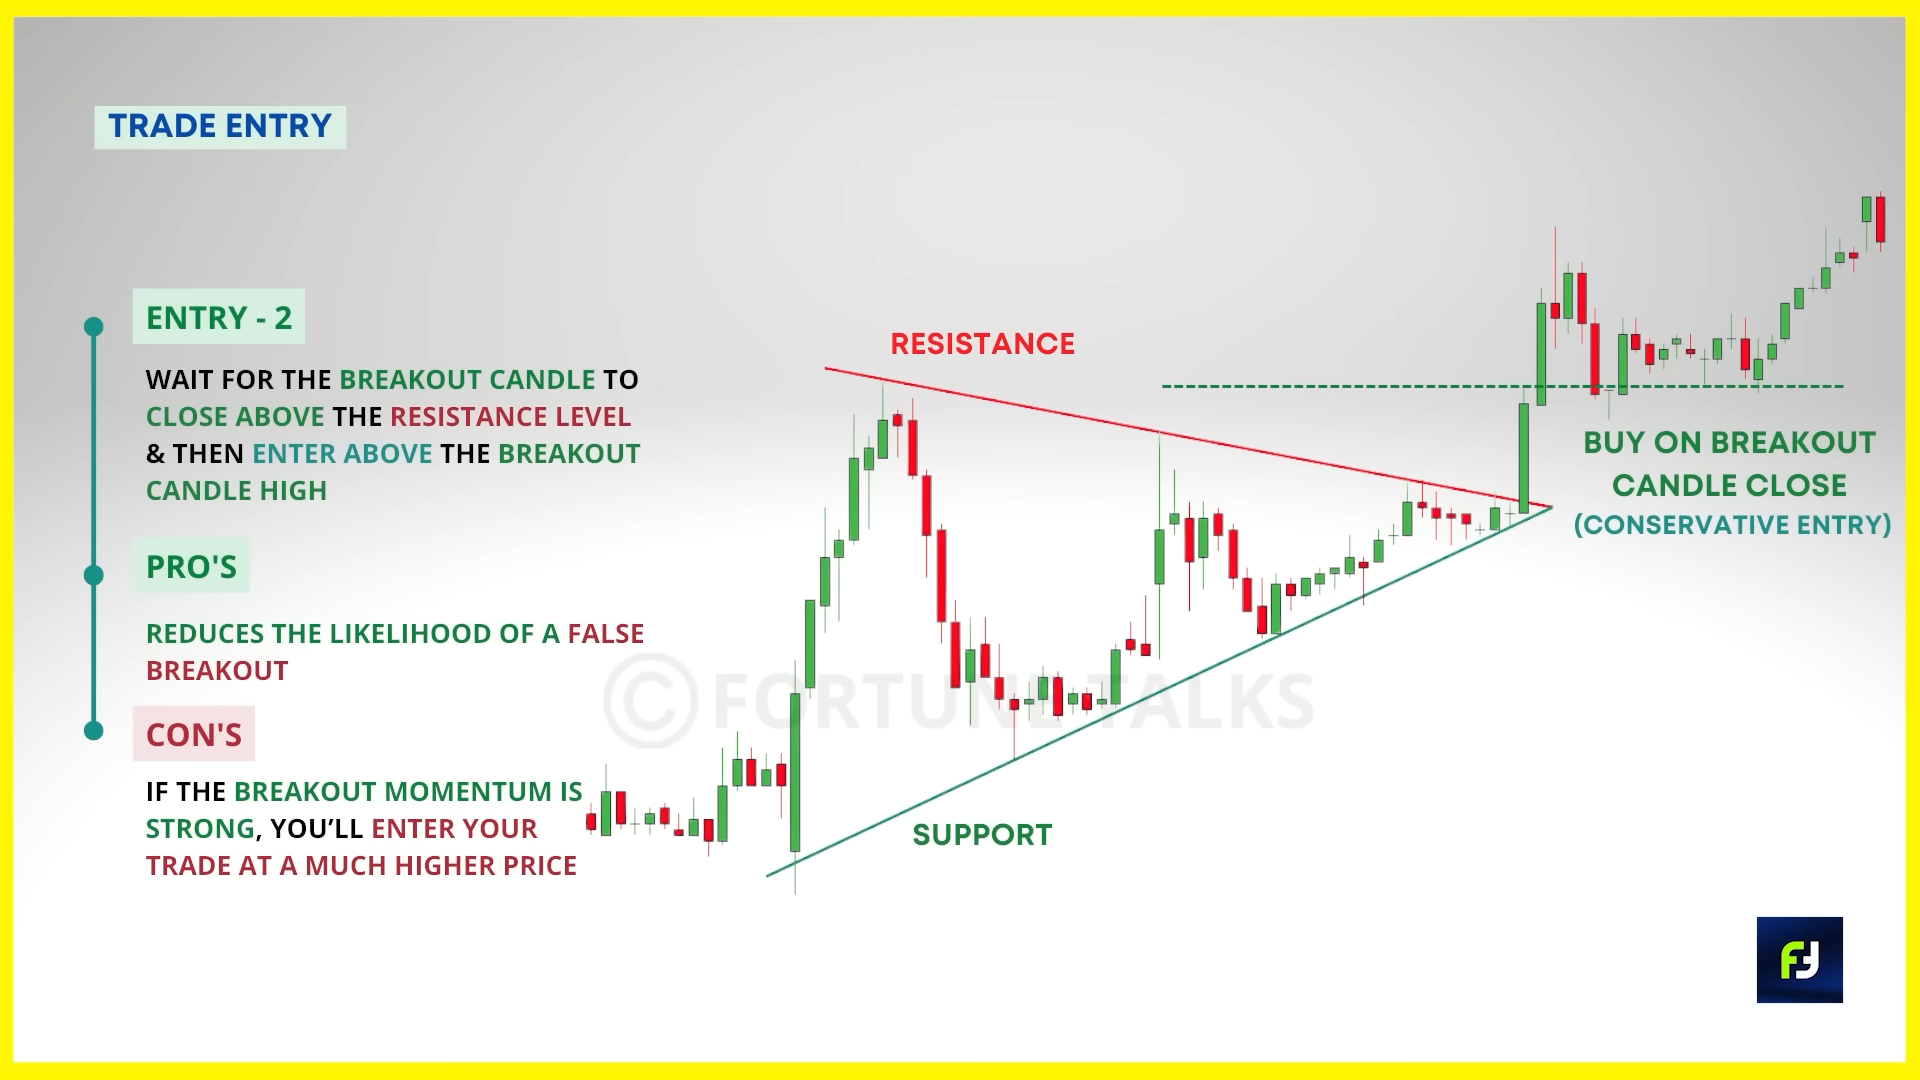 TRADE ENTRY
ENTRY - 2
WAIT FOR THE BREAKOUT CANDLE TO
CLOSE ABOVE THE RESISTANCE LEVEL
& THEN ENTER ABOVE THE BREAKOUT
CANDLE HIGH
PRO'S
REDUCES THE LIKELIHOOD OF A FALSE
BREAKOUT
CON'S
IF THE BREAKOUT MOMENTUM IS
STRONG, YOU’LL ENTER YOUR
TRADE AT A MUCH HIGHER PRICE
RESISTANCE
SUPPORT
BUY ON BREAKOUT
CANDLE CLOSE
(CONSERVATIVE ENTRY)
© FORTUNE TALKS